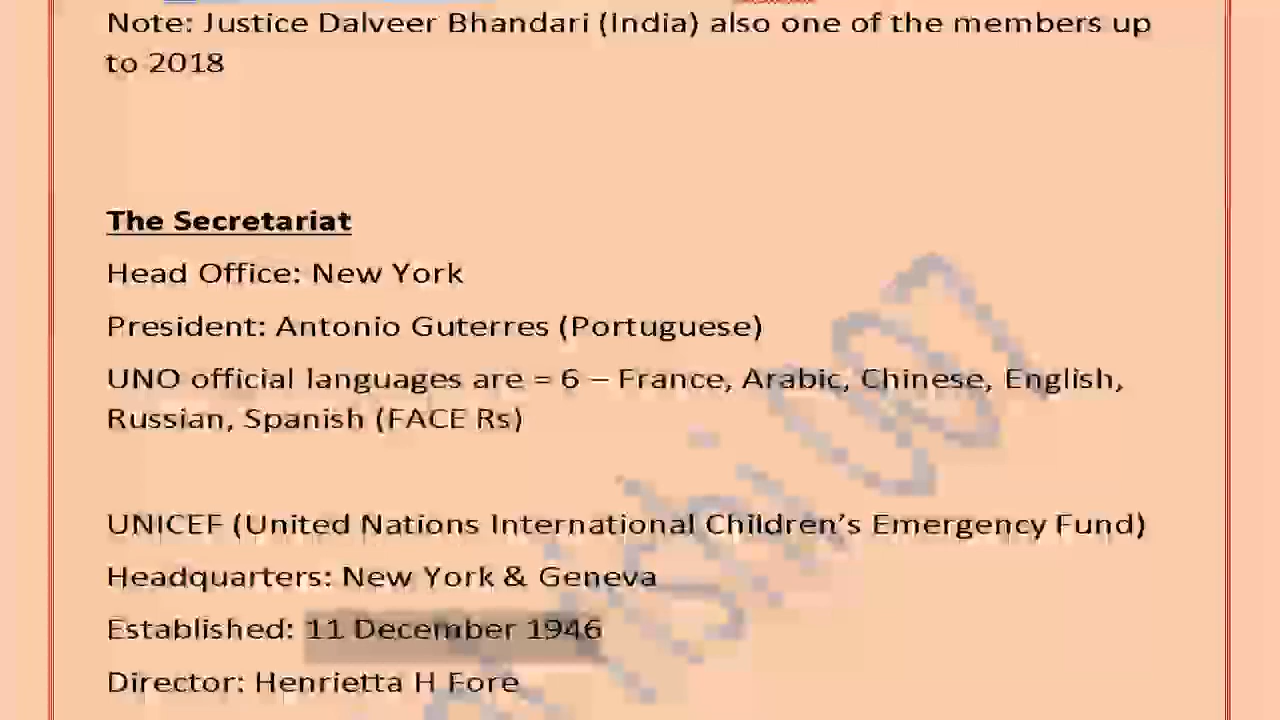 Note: Justice Dalveer Bhandari (India) also one of the members up
to 2018
The Secretariat
Head Office: New York
President: Antonio Guterres (Portuguese)
UNO official languages are = 6 – France, Arabic, Chinese, English,
Russian, Spanish (FACE Rs)
UNICEF (United Nations International Children’s Emergency Fund)
Headquarters: New York & Geneva
Established: 11 December 1946
Director: Henrietta H Fore